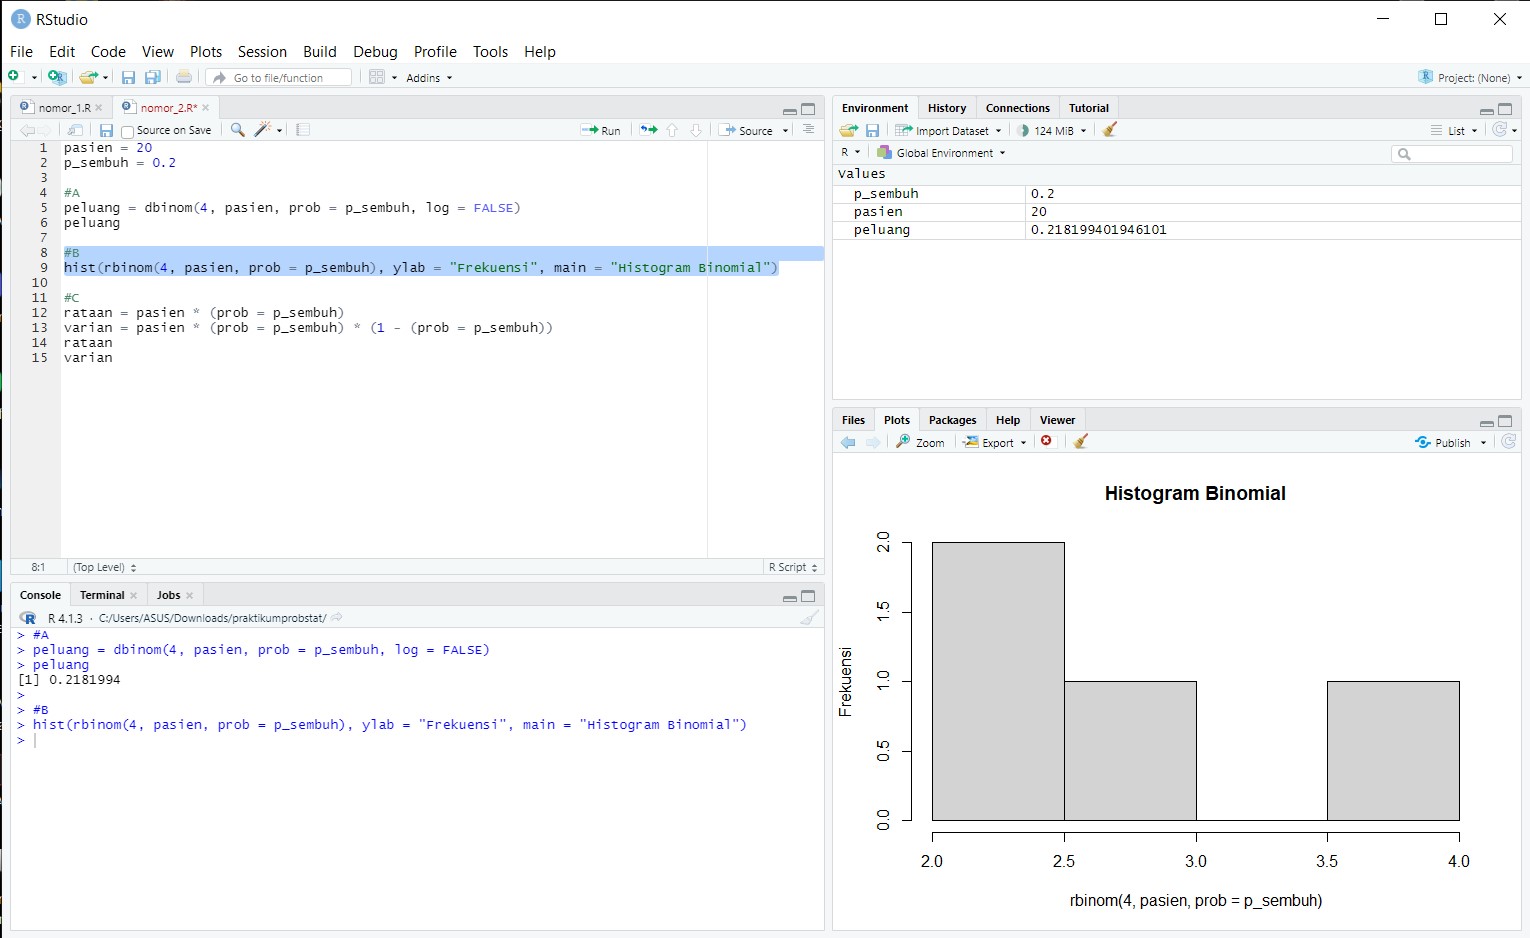 RStudio
File Edit Code View Plots Session Build Debug Profile Tools Help
Go to file/function Addins Project: (None)
nomor_1.R nomor_2.R*
Source on Save Run Source
1 pasien = 20
2 p_sembuh = 0.2
3
4 #A
5 peluang = dbinom(4, pasien, prob = p_sembuh, log = FALSE)
6 peluang
7
8 #B
9 hist(rbinom(4, pasien, prob = p_sembuh), ylab = "Frekuensi", main = "Histogram Binomial")
10
11 #C
12 rataan = pasien * (prob = p_sembuh)
13 varian = pasien * (prob = p_sembuh) * (1 - (prob = p_sembuh))
14 rataan
15 varian
8:1 (Top Level) R Script
Console Terminal Jobs
R 4.1.3 · C:/Users/ASUS/Downloads/praktikumprobstat/
> #A
> peluang = dbinom(4, pasien, prob = p_sembuh, log = FALSE)
> peluang
[1] 0.2181994
>
> #B
> hist(rbinom(4, pasien, prob = p_sembuh), ylab = "Frekuensi", main = "Histogram Binomial")
>
Environment History Connections Tutorial
Import Dataset 124 MiB List
R Global Environment
Values
p_sembuh 0.2
pasien 20
peluang 0.218199401946101
Files Plots Packages Help Viewer
Zoom Export Publish
Histogram Binomial
Frekuensi
2.0
1.5
1.0
0.5
0.0
2.0 2.5 3.0 3.5 4.0
rbinom(4, pasien, prob = p_sembuh)